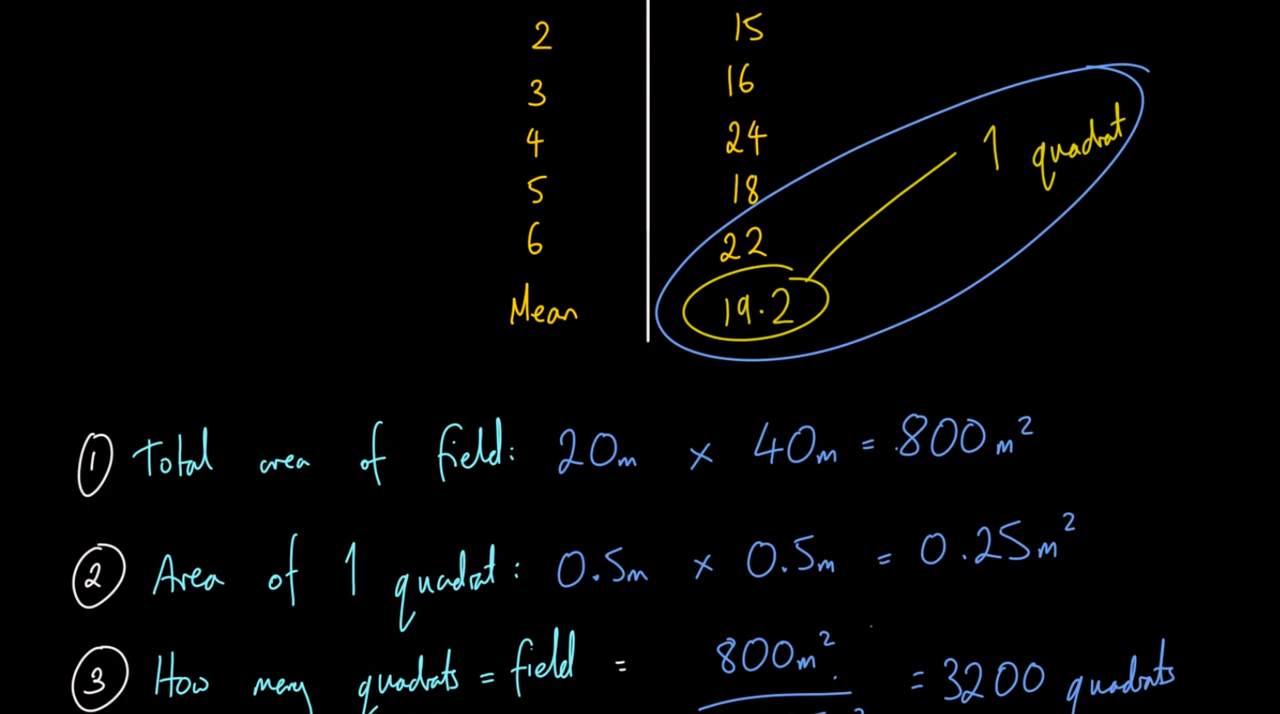 2 15
3 16
4 24
5 18
6 22
Mean 19.2
1 quadrat
① Total area of field: 20m × 40m = 800m²
② Area of 1 quadrat: 0.5m × 0.5m = 0.25m²
③ How many quadrats = field = 800m² = 3200 quadrats